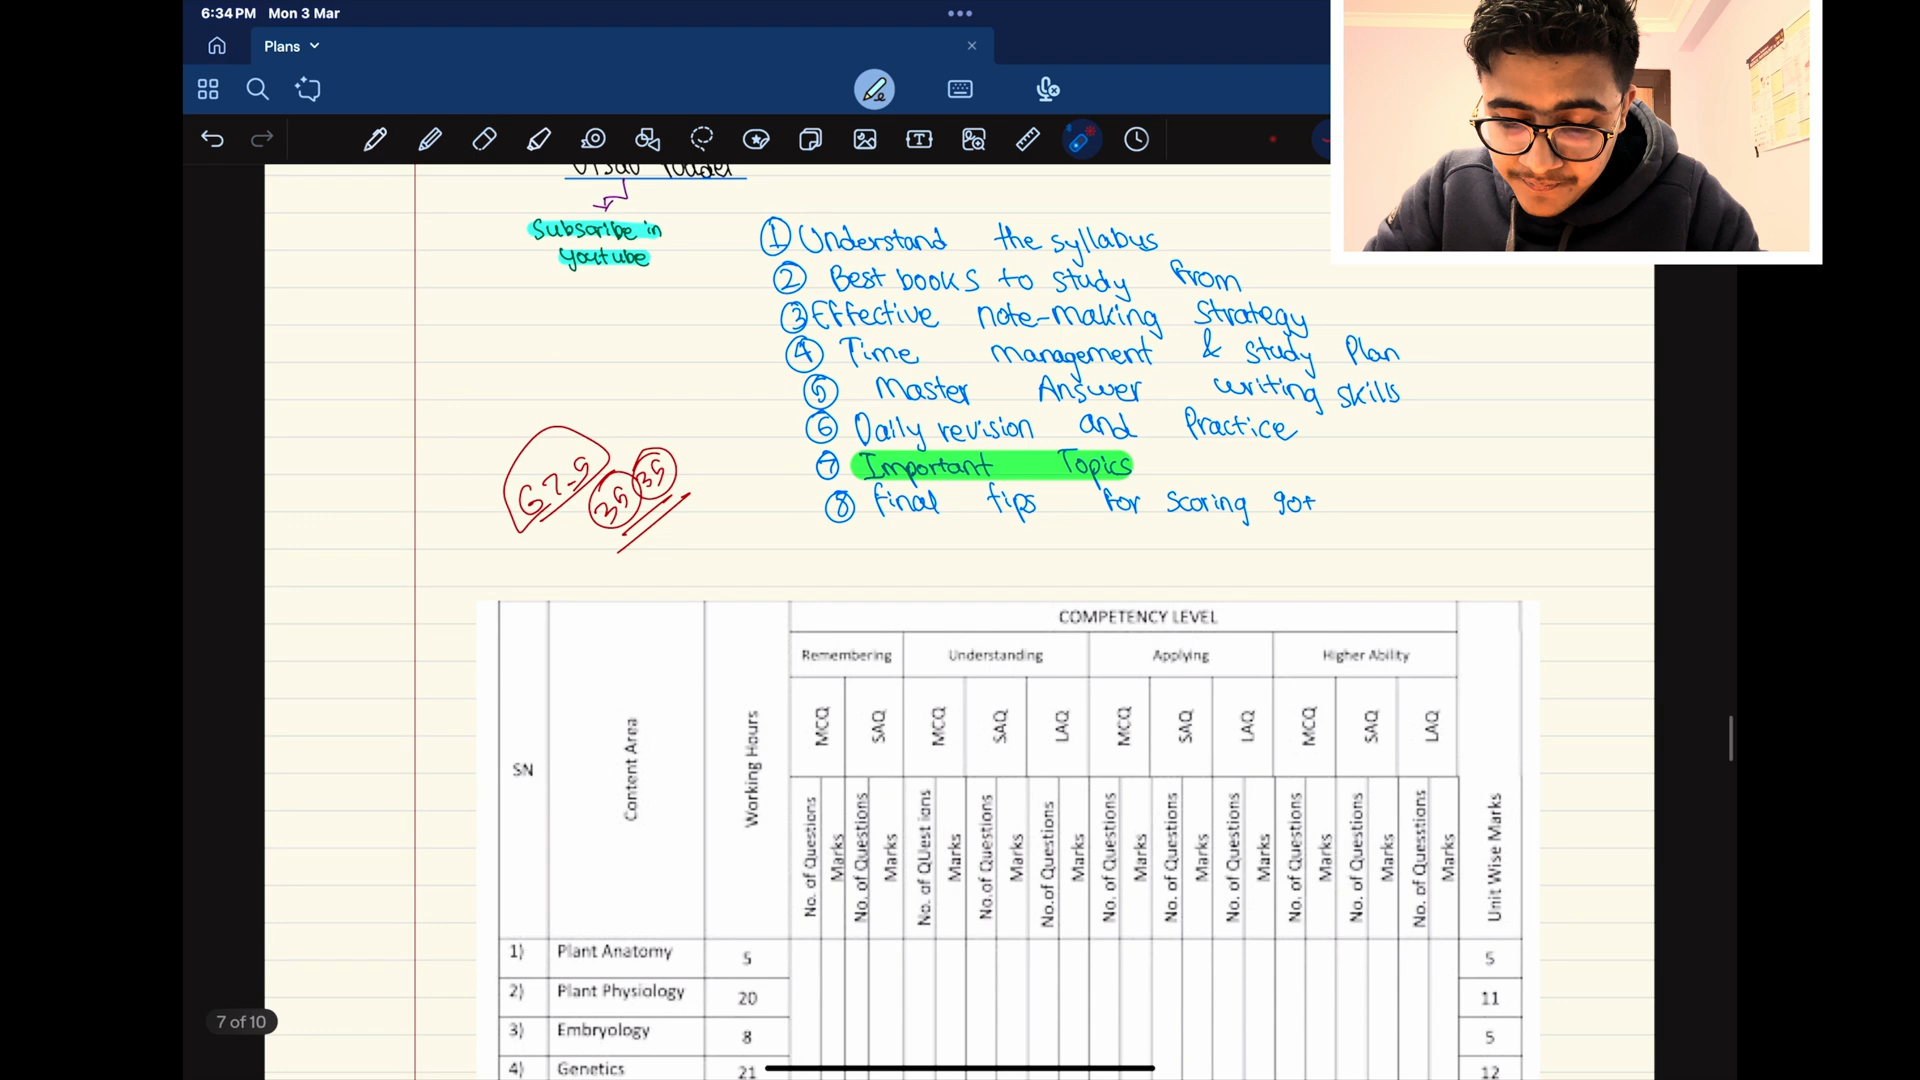 6:34 PM Mon 3 Mar
Plans
Subscribe in
Youtube
① Understand the syllabus
② Best books to study from
③ Effective note-making strategy
④ Time management & study Plan
⑤ Master Answer writing skills
⑥ Daily revision and Practice
⑦ Important Topics
⑧ final tips for scoring 90+
35 35
COMPETENCY LEVEL
Remembering Understanding Applying Higher Ability
SN Content Area Working Hours MCQ SAQ MCQ SAQ LAQ MCQ SAQ LAQ MCQ SAQ LAQ Unit Wise Marks
No. of Questions Marks No. of Questions Marks No. of QUest ians Marks No. of Questions Marks No.of Questions Marks No. of Questions Marks No. of Quesstions Marks No. of Questions Marks No. of Questions Marks No. of Quesstions Marks No. of Quesstions Marks
1) Plant Anatomy 5 5
2) Plant Physiology 20 11
3) Embryology 8 5
4) Genetics 21 12
7 of 10